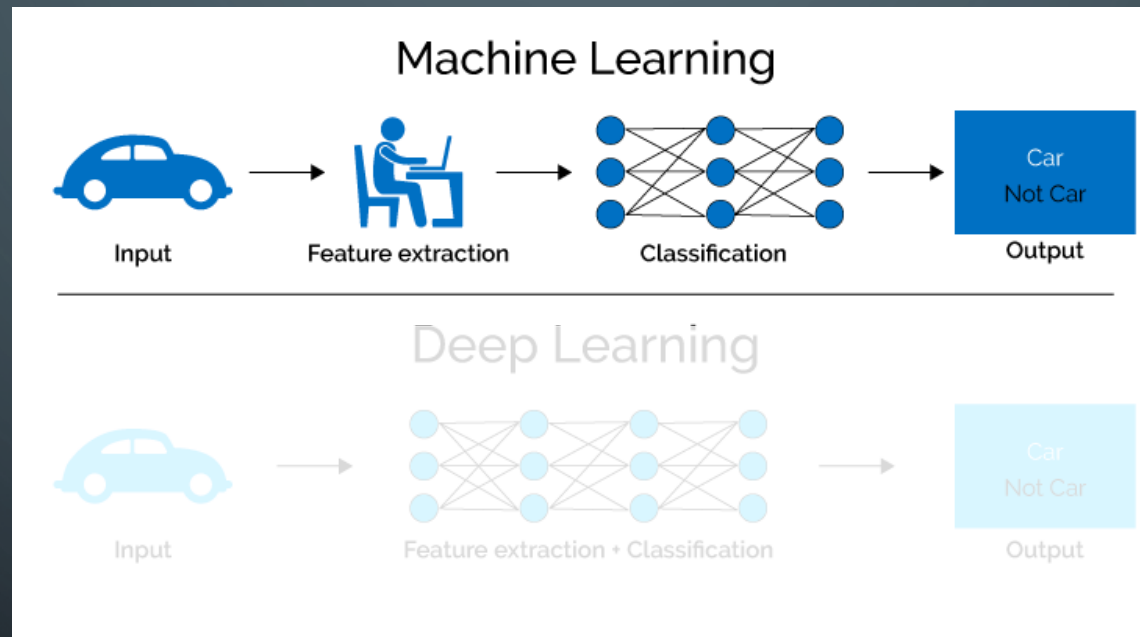 Machine Learning
Car
Not Car
Input
Feature extraction
Classification
Output
Deep Learning
Car
Not Car
Input
Feature extraction + Classification
Output